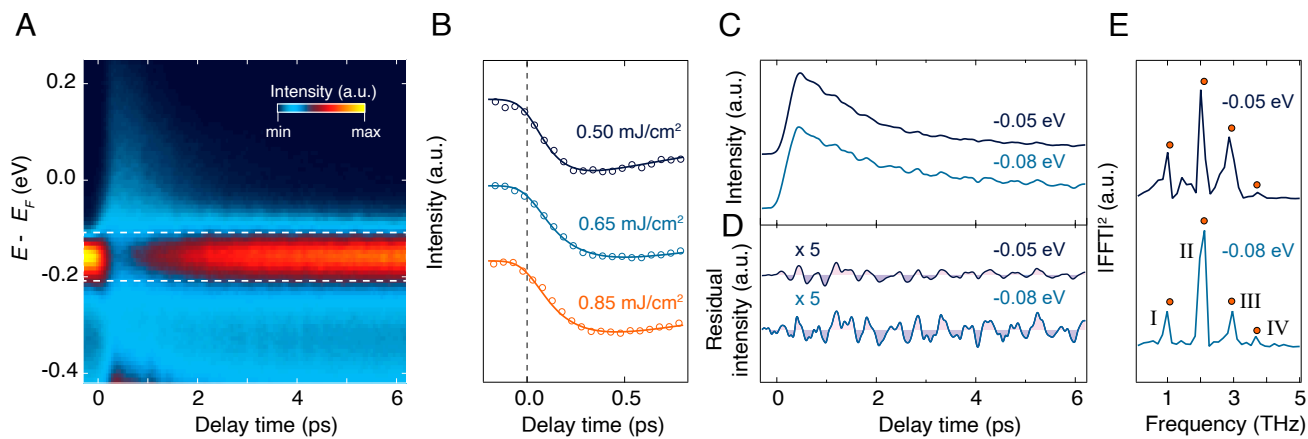 A
Intensity (a.u.)
min
max
E - E_F (eV)
0.2
0.0
-0.2
-0.4
0
2
4
6
Delay time (ps)
B
Intensity (a.u.)
0.50 mJ/cm²
0.65 mJ/cm²
0.85 mJ/cm²
0.0
0.5
Delay time (ps)
C
Intensity (a.u.)
-0.05 eV
-0.08 eV
D
Residual
intensity (a.u.)
x 5
-0.05 eV
x 5
-0.08 eV
0
2
4
6
Delay time (ps)
E
IFFTI² (a.u.)
-0.05 eV
II
-0.08 eV
I
III
IV
1
3
5
Frequency (THz)